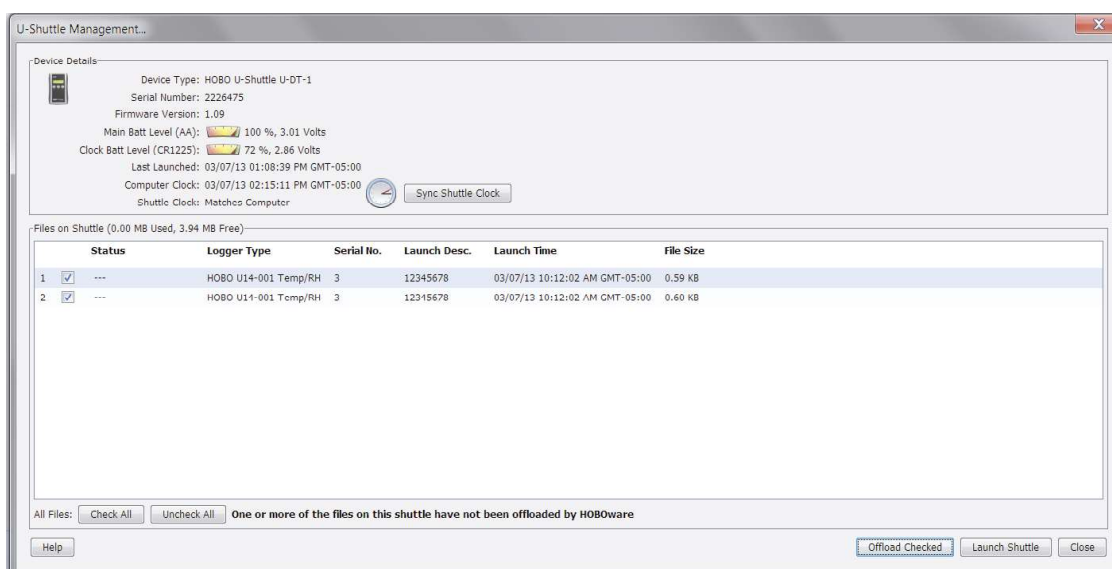 U-Shuttle Management...
Device Details
Device Type: HOBO U-Shuttle U-DT-1
Serial Number: 2226475
Firmware Version: 1.09
Main Batt Level (AA): 100 %, 3.01 Volts
Clock Batt Level (CR1225): 72 %, 2.86 Volts
Last Launched: 03/07/13 01:08:39 PM GMT-05:00
Computer Clock: 03/07/13 02:15:11 PM GMT-05:00
Shuttle Clock: Matches Computer
Sync Shuttle Clock
Files on Shuttle (0.00 MB Used, 3.94 MB Free)
Status Logger Type Serial No. Launch Desc. Launch Time File Size
1 --- HOBO U14-001 Temp/RH 3 12345678 03/07/13 10:12:02 AM GMT-05:00 0.59 KB
2 --- HOBO U14-001 Temp/RH 3 12345678 03/07/13 10:12:02 AM GMT-05:00 0.60 KB
All Files: Check All Uncheck All One or more of the files on this shuttle have not been offloaded by HOBOware
Help Offload Checked Launch Shuttle Close